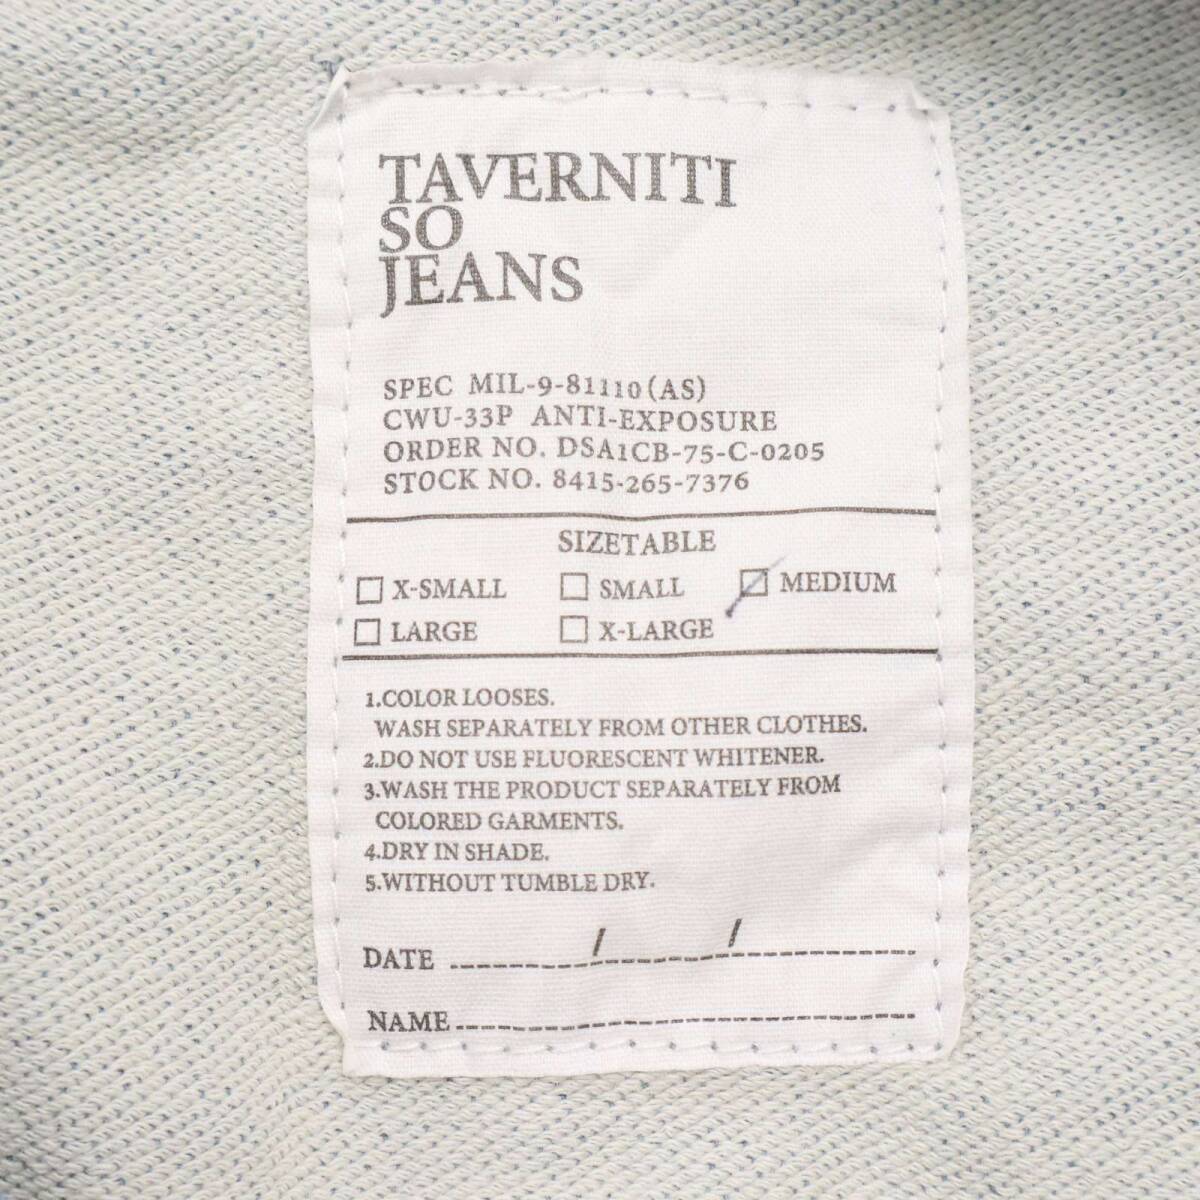 TAVERNITI
SO
JEANS
SPEC MIL-9-81110(AS)
CWU-33P ANTI-EXPOSURE
ORDER NO. DSA1CB-75-C-0205
STOCK NO. 8415-265-7376
SIZETABLE
X-SMALL SMALL MEDIUM
LARGE X-LARGE
1.COLOR LOOSES.
WASH SEPARATELY FROM OTHER CLOTHES.
2.DO NOT USE FLUORESCENT WHITENER.
3.WASH THE PRODUCT SEPARATELY FROM
COLORED GARMENTS.
4.DRY IN SHADE.
5.WITHOUT TUMBLE DRY.
DATE / /
NAME